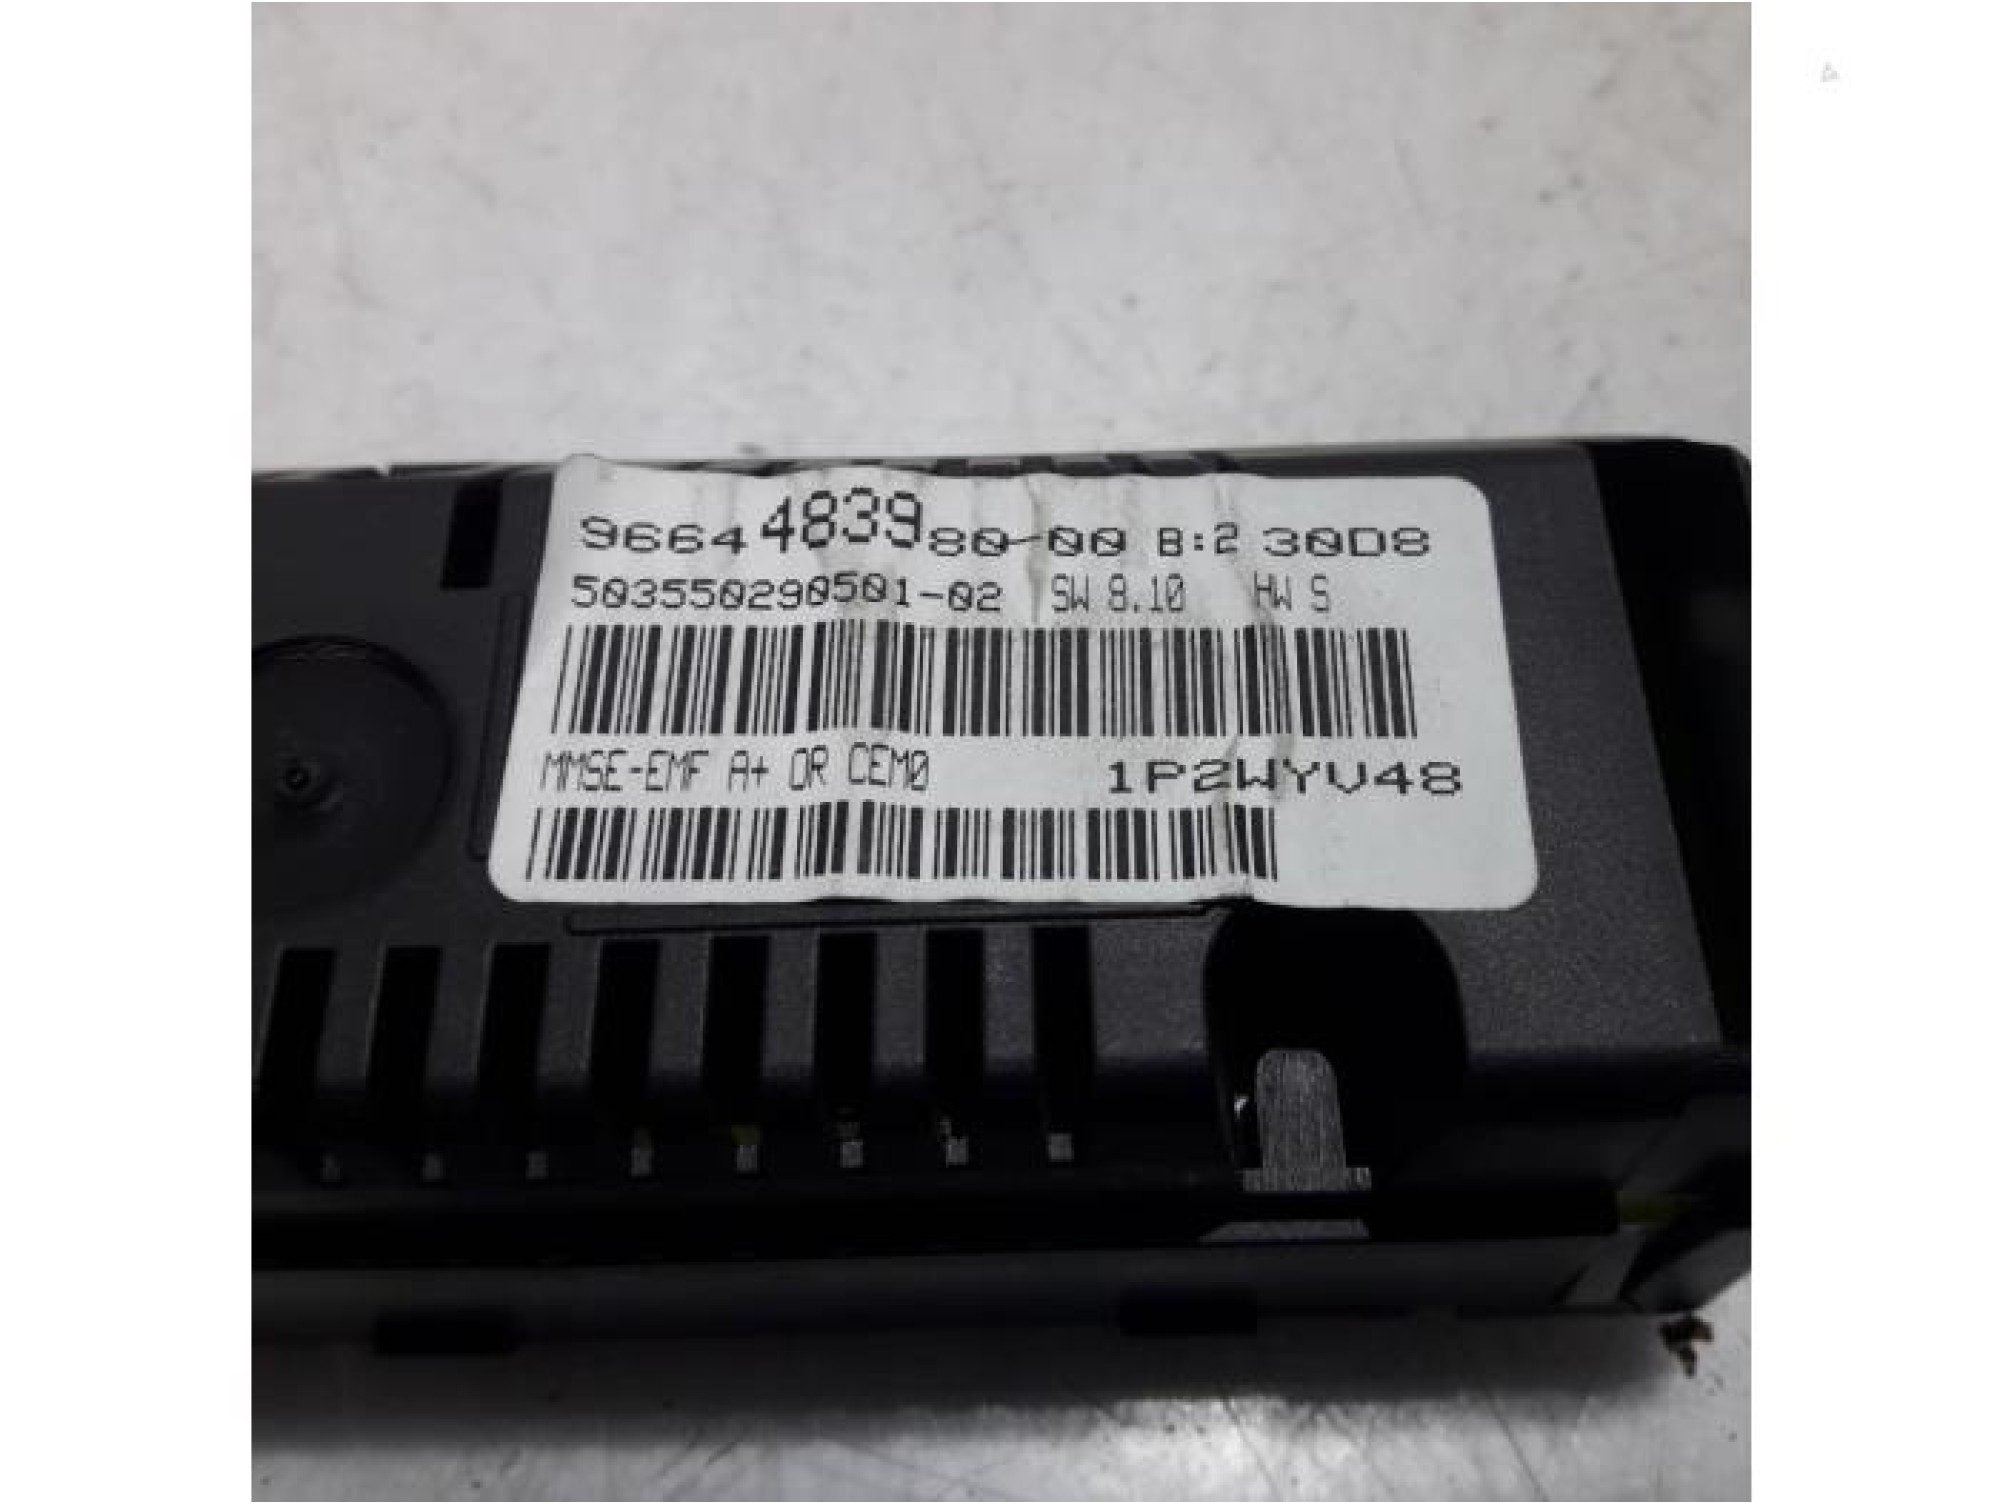 9664483980-00 B:2 30D8
503550290501-02 SW 8.10 HW S
MMSE-EMF A+ OR CEM0 1P2WYV48